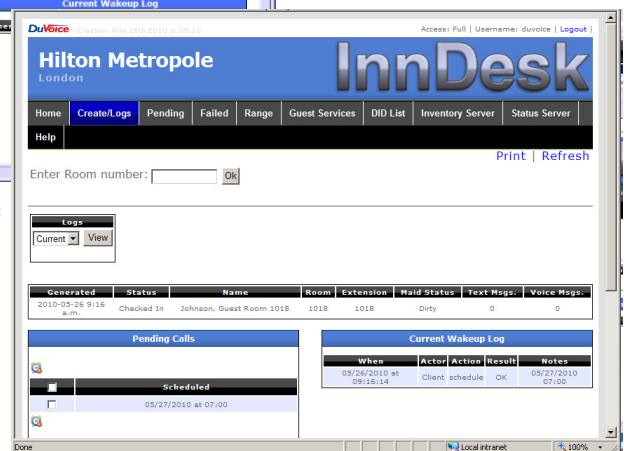 Current Wakeup Log
DuVoice - Creation: May 26th 2010 at 09:16 Access: Full | Username: duvoice | Logout |
Hilton Metropole
London
InnDesk
Home Create/Logs Pending Failed Range Guest Services DID List Inventory Server Status Server
Help
Print | Refresh
Enter Room number: Ok
Logs
Current View
Generated Status Name Room Extension Maid Status Text Msgs. Voice Msgs.
2010-05-26 9:16 a.m. Checked In Johnson, Guest Room 1018 1018 1018 Dirty 0 0
Pending Calls
Scheduled
05/27/2010 at 07:00
Current Wakeup Log
When Actor Action Result Notes
05/26/2010 at 09:16:14 Client schedule OK 05/27/2010 07:00
Done Local intranet 100%